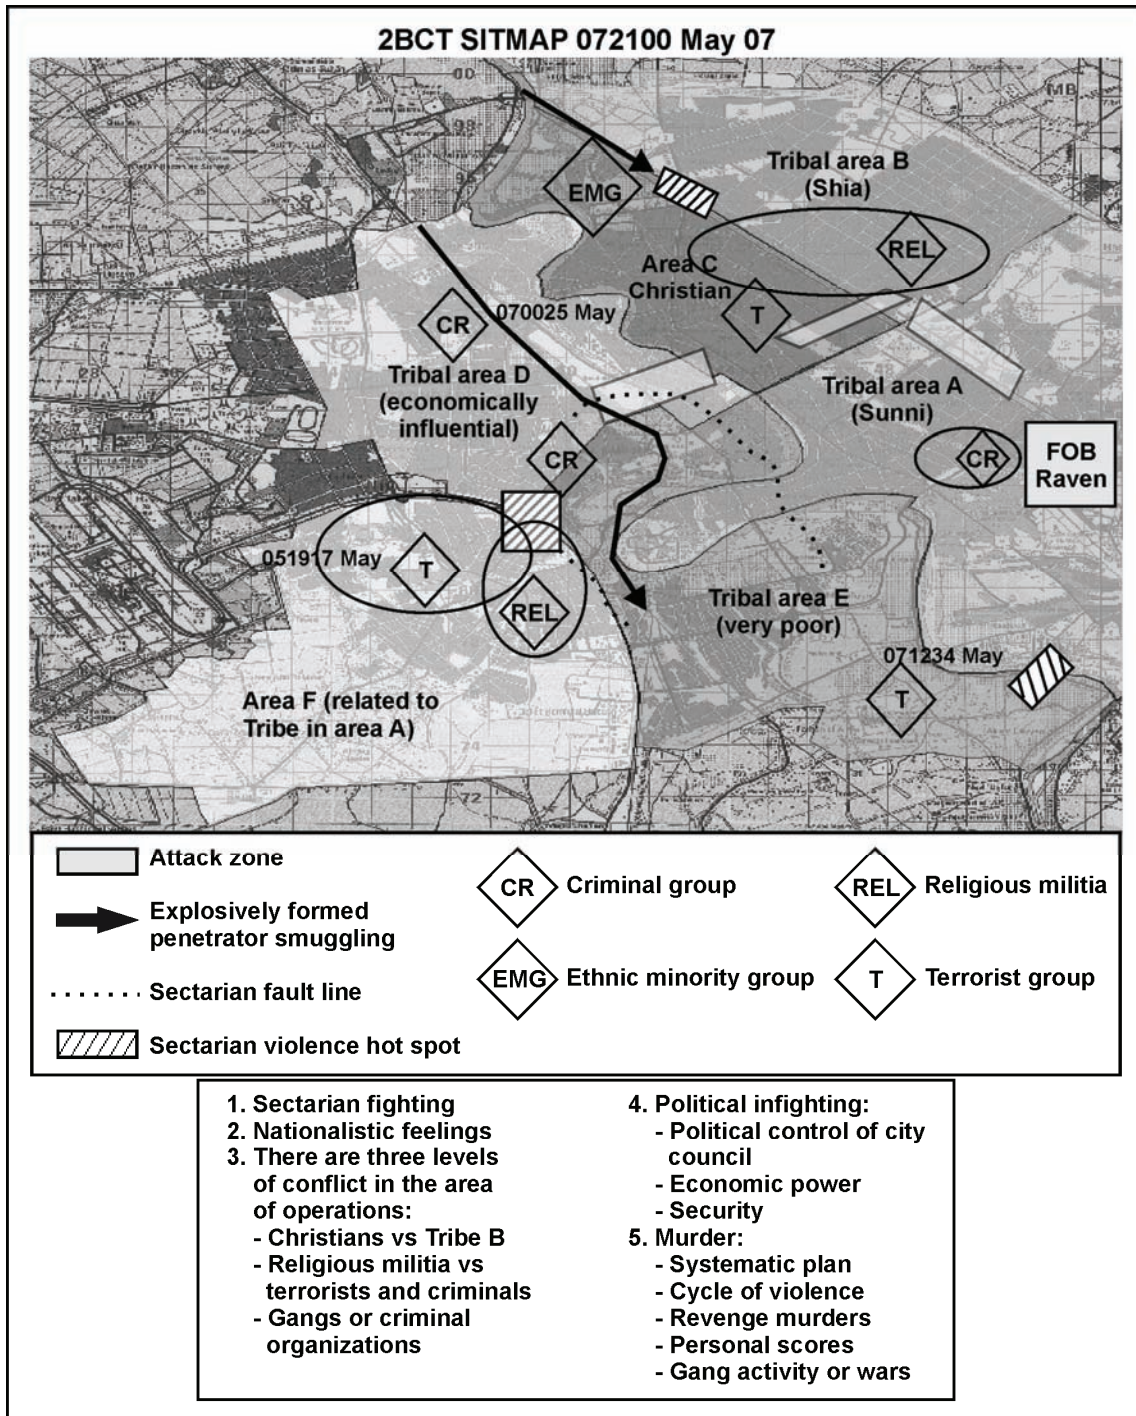 2BCT SITMAP 072100 May 07
00
98
MB
EMG
Tribal area B
(Shia)
REL
Area C
Christian
T
CR
070025 May
Tribal area D
(economically
influential)
Tribal area A
(Sunni)
CR
CR
FOB
Raven
051917 May
T
REL
Tribal area E
(very poor)
071234 May
T
Area F (related to
Tribe in area A)
74
72
Attack zone
Explosively formed
penetrator smuggling
Sectarian fault line
Sectarian violence hot spot
CR Criminal group
EMG Ethnic minority group
REL Religious militia
T Terrorist group
1. Sectarian fighting
2. Nationalistic feelings
3. There are three levels
of conflict in the area
of operations:
- Christians vs Tribe B
- Religious militia vs
terrorists and criminals
- Gangs or criminal
organizations
4. Political infighting:
- Political control of city
council
- Economic power
- Security
5. Murder:
- Systematic plan
- Cycle of violence
- Revenge murders
- Personal scores
- Gang activity or wars